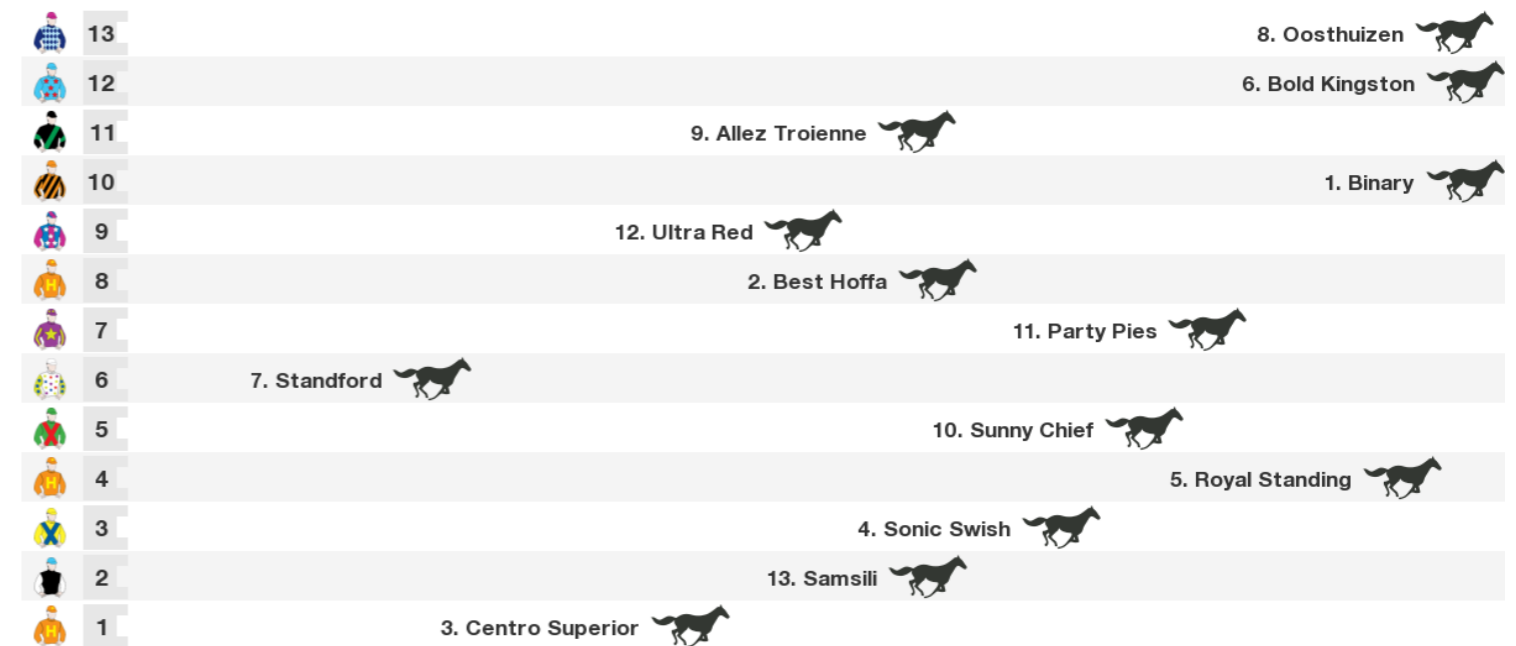 13 8. Oosthuizen
12 6. Bold Kingston
11 9. Allez Troienne
10 1. Binary
9 12. Ultra Red
8 H 2. Best Hoffa
7 11. Party Pies
6 7. Standford
5 10. Sunny Chief
4 H 5. Royal Standing
3 4. Sonic Swish
2 13. Samsili
1 H 3. Centro Superior